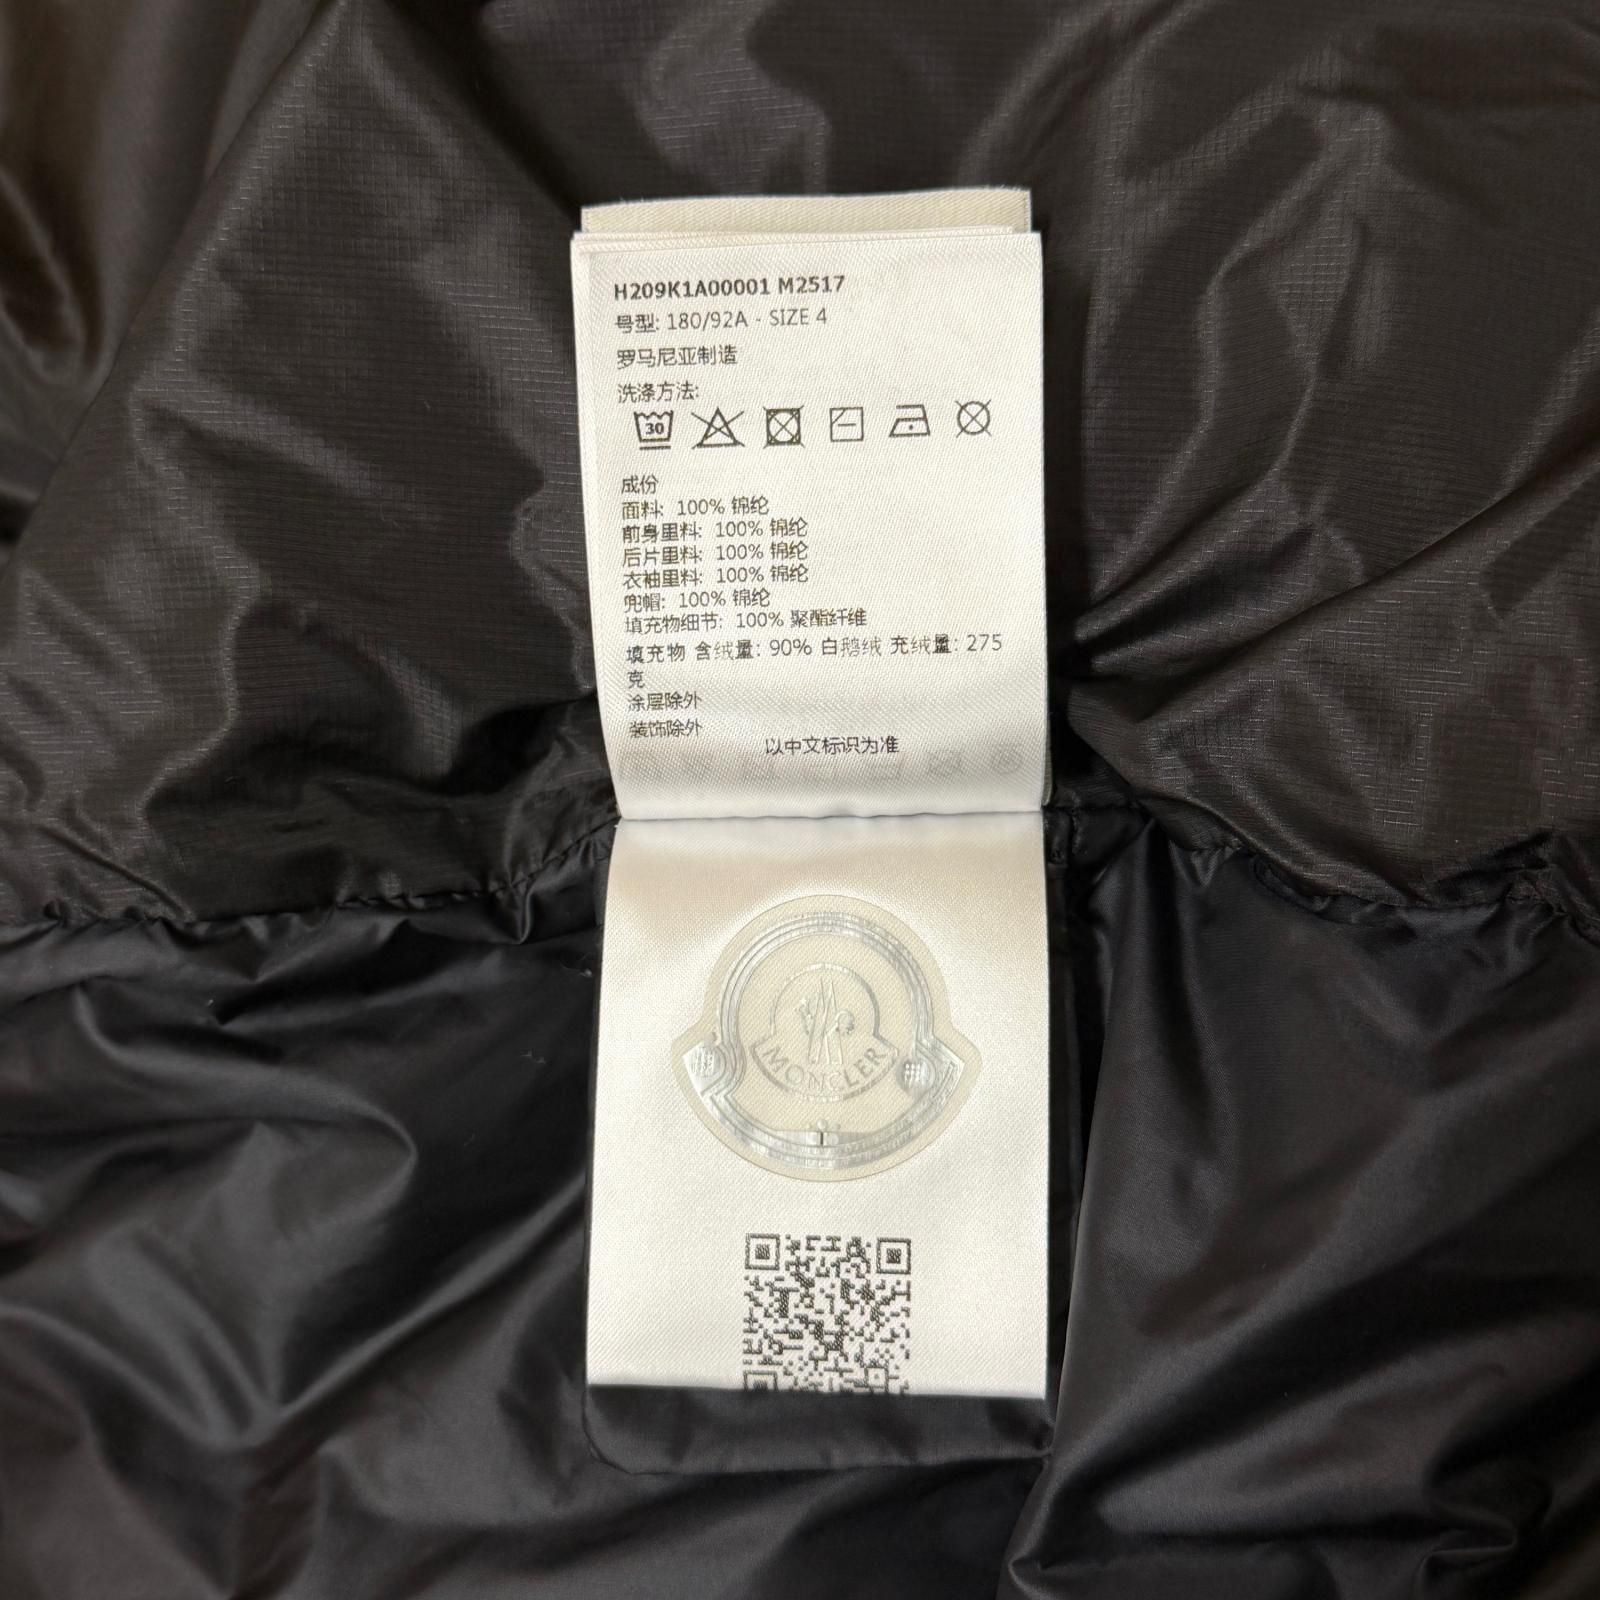 H209K1A00001 M2517
号型: 180/92A - SIZE 4
罗马尼亚制造
洗涤方法:
30
成份
面料: 100% 锦纶
前身里料: 100% 锦纶
后片里料: 100% 锦纶
衣袖里料: 100% 锦纶
兜帽: 100% 锦纶
填充物细节: 100% 聚酯纤维
填充物 含绒量: 90% 白鹅绒 充绒量: 275
克
涂层除外
装饰除外
以中文标识为准
MONCLER